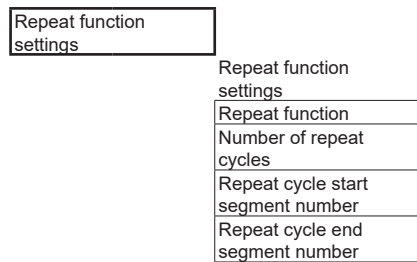 Repeat function
settings
Repeat function
settings
Repeat function
Number of repeat
cycles
Repeat cycle start
segment number
Repeat cycle end
segment number